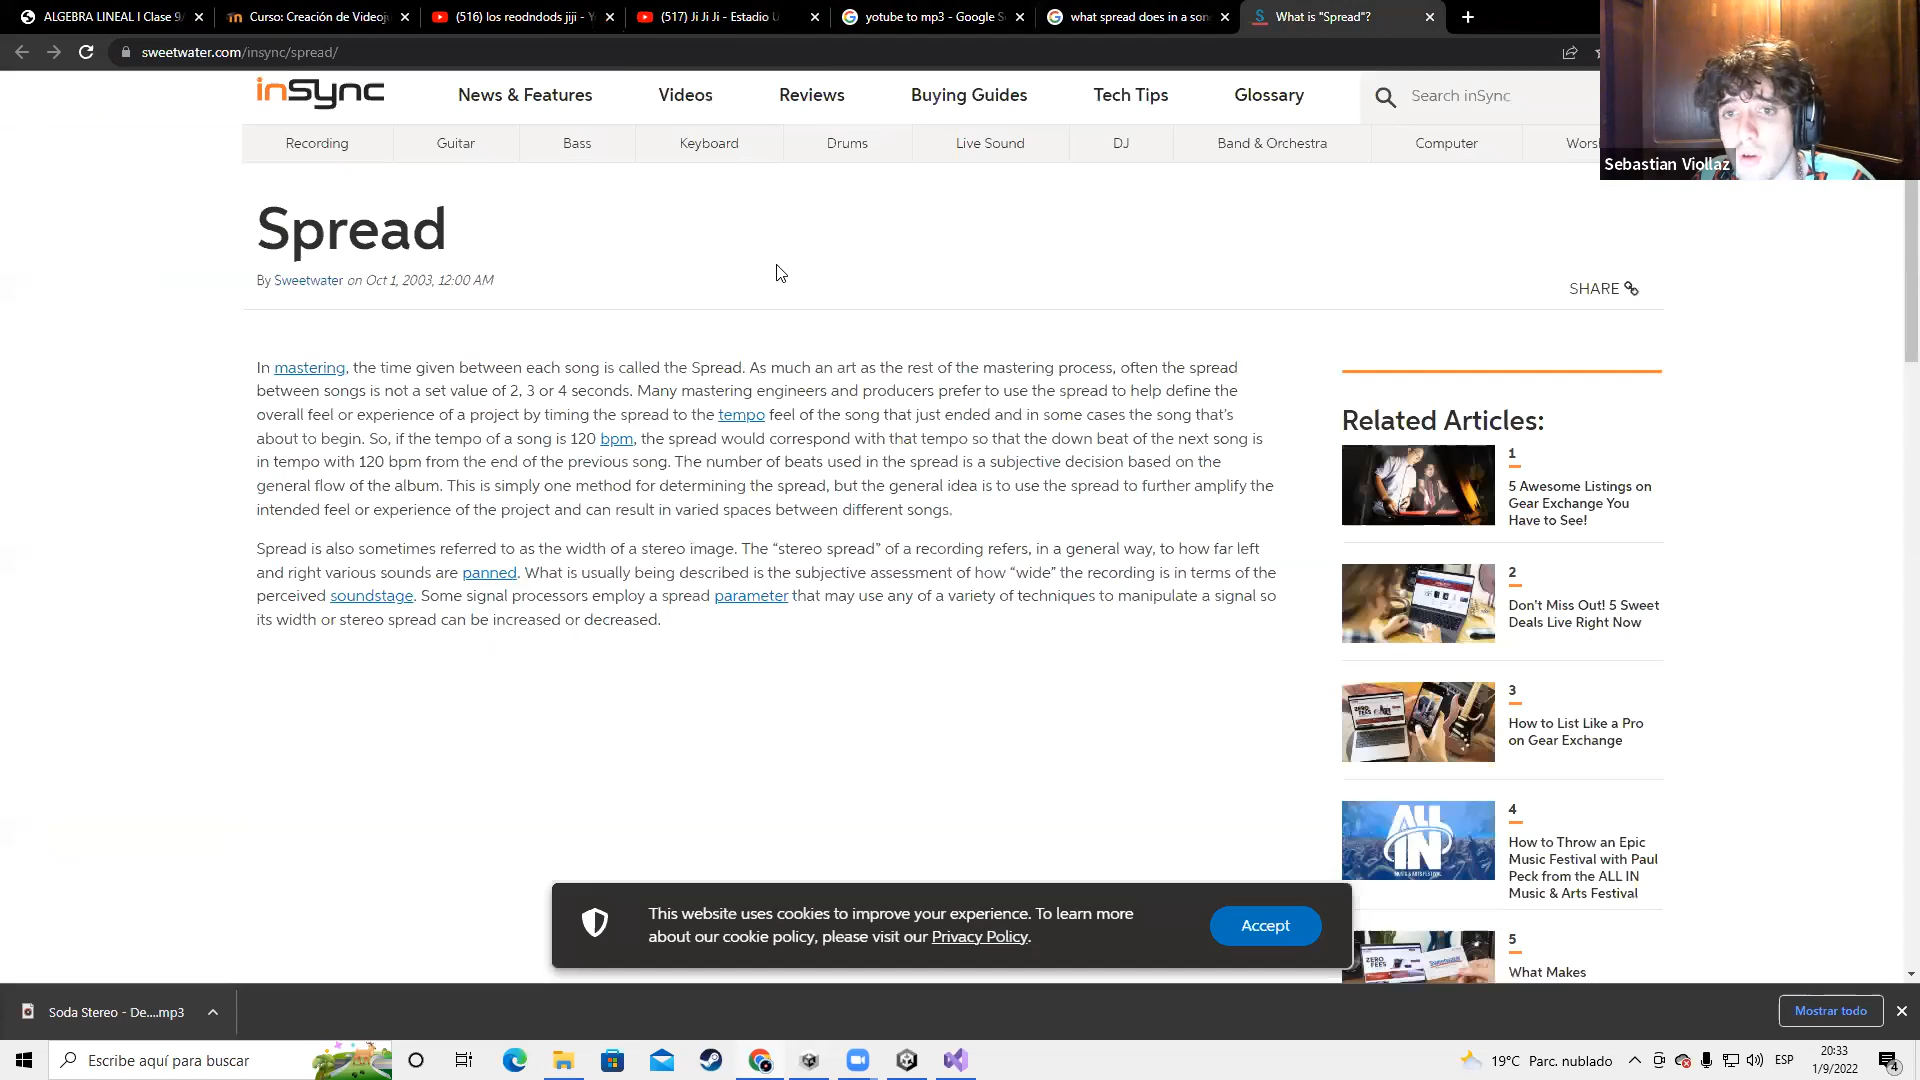 ALGEBRA LINEAL I Clase 9/
Curso: Creación de Videoju
(516) los reodndods jiji - Yo
(517) Ji Ji Ji - Estadio U
yotube to mp3 - Google S
what spread does in a son
What is "Spread"?
sweetwater.com/insync/spread/
inSync
News & Features
Videos
Reviews
Buying Guides
Tech Tips
Glossary
Search inSync
Recording
Guitar
Bass
Keyboard
Drums
Live Sound
DJ
Band & Orchestra
Computer
Wors
Sebastian Viollaz
Spread
By Sweetwater on Oct 1, 2003, 12:00 AM
SHARE
In mastering, the time given between each song is called the Spread. As much an art as the rest of the mastering process, often the spread
between songs is not a set value of 2, 3 or 4 seconds. Many mastering engineers and producers prefer to use the spread to help define the
overall feel or experience of a project by timing the spread to the tempo feel of the song that just ended and in some cases the song that's
about to begin. So, if the tempo of a song is 120 bpm, the spread would correspond with that tempo so that the down beat of the next song is
in tempo with 120 bpm from the end of the previous song. The number of beats used in the spread is a subjective decision based on the
general flow of the album. This is simply one method for determining the spread, but the general idea is to use the spread to further amplify the
intended feel or experience of the project and can result in varied spaces between different songs.
Spread is also sometimes referred to as the width of a stereo image. The “stereo spread” of a recording refers, in a general way, to how far left
and right various sounds are panned. What is usually being described is the subjective assessment of how “wide” the recording is in terms of the
perceived soundstage. Some signal processors employ a spread parameter that may use any of a variety of techniques to manipulate a signal so
its width or stereo spread can be increased or decreased.
Related Articles:
1
5 Awesome Listings on
Gear Exchange You
Have to See!
2
Don't Miss Out! 5 Sweet
Deals Live Right Now
3
How to List Like a Pro
on Gear Exchange
ALL
IN
4
How to Throw an Epic
Music Festival with Paul
Peck from the ALL IN
Music & Arts Festival
5
What Makes
This website uses cookies to improve your experience. To learn more
about our cookie policy, please visit our Privacy Policy.
Accept
Soda Stereo - De....mp3
Mostrar todo
Escribe aquí para buscar
19°C Parc. nublado
ESP
20:33
1/9/2022
4